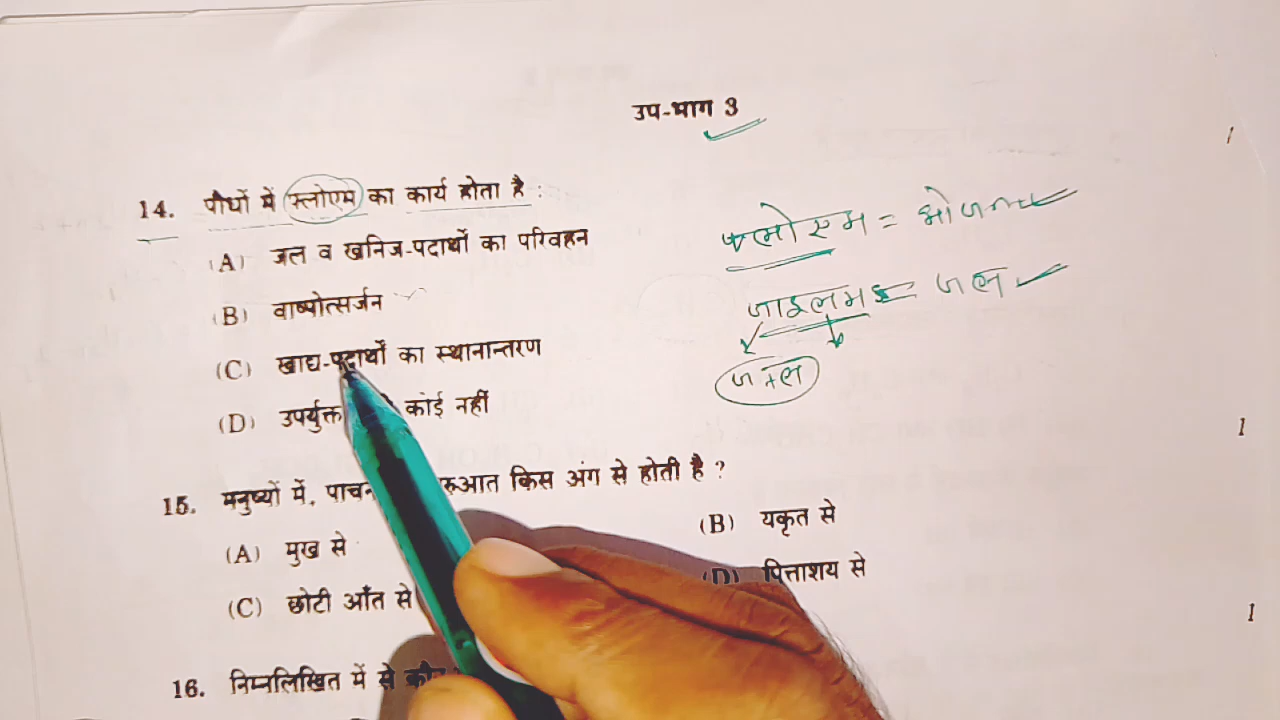 उप-भाग 3
14. पौधों में फ्लोएम का कार्य होता है :
(A) जल व खनिज-पदार्थों का परिवहन
(B) वाष्पोत्सर्जन
(C) खाद्य-पदार्थों का स्थानान्तरण
(D) उपर्युक्त कोई नहीं
फ्लोएम = भोजन
जाइलम = जल
जल
1
15. मनुष्यों में, पाचन किस अंग से होती है ?
1
(A) मुख से
(B) यकृत से
(C) छोटी आँत से
(D) पित्ताशय से
1
16. निम्नलिखित में से कौन